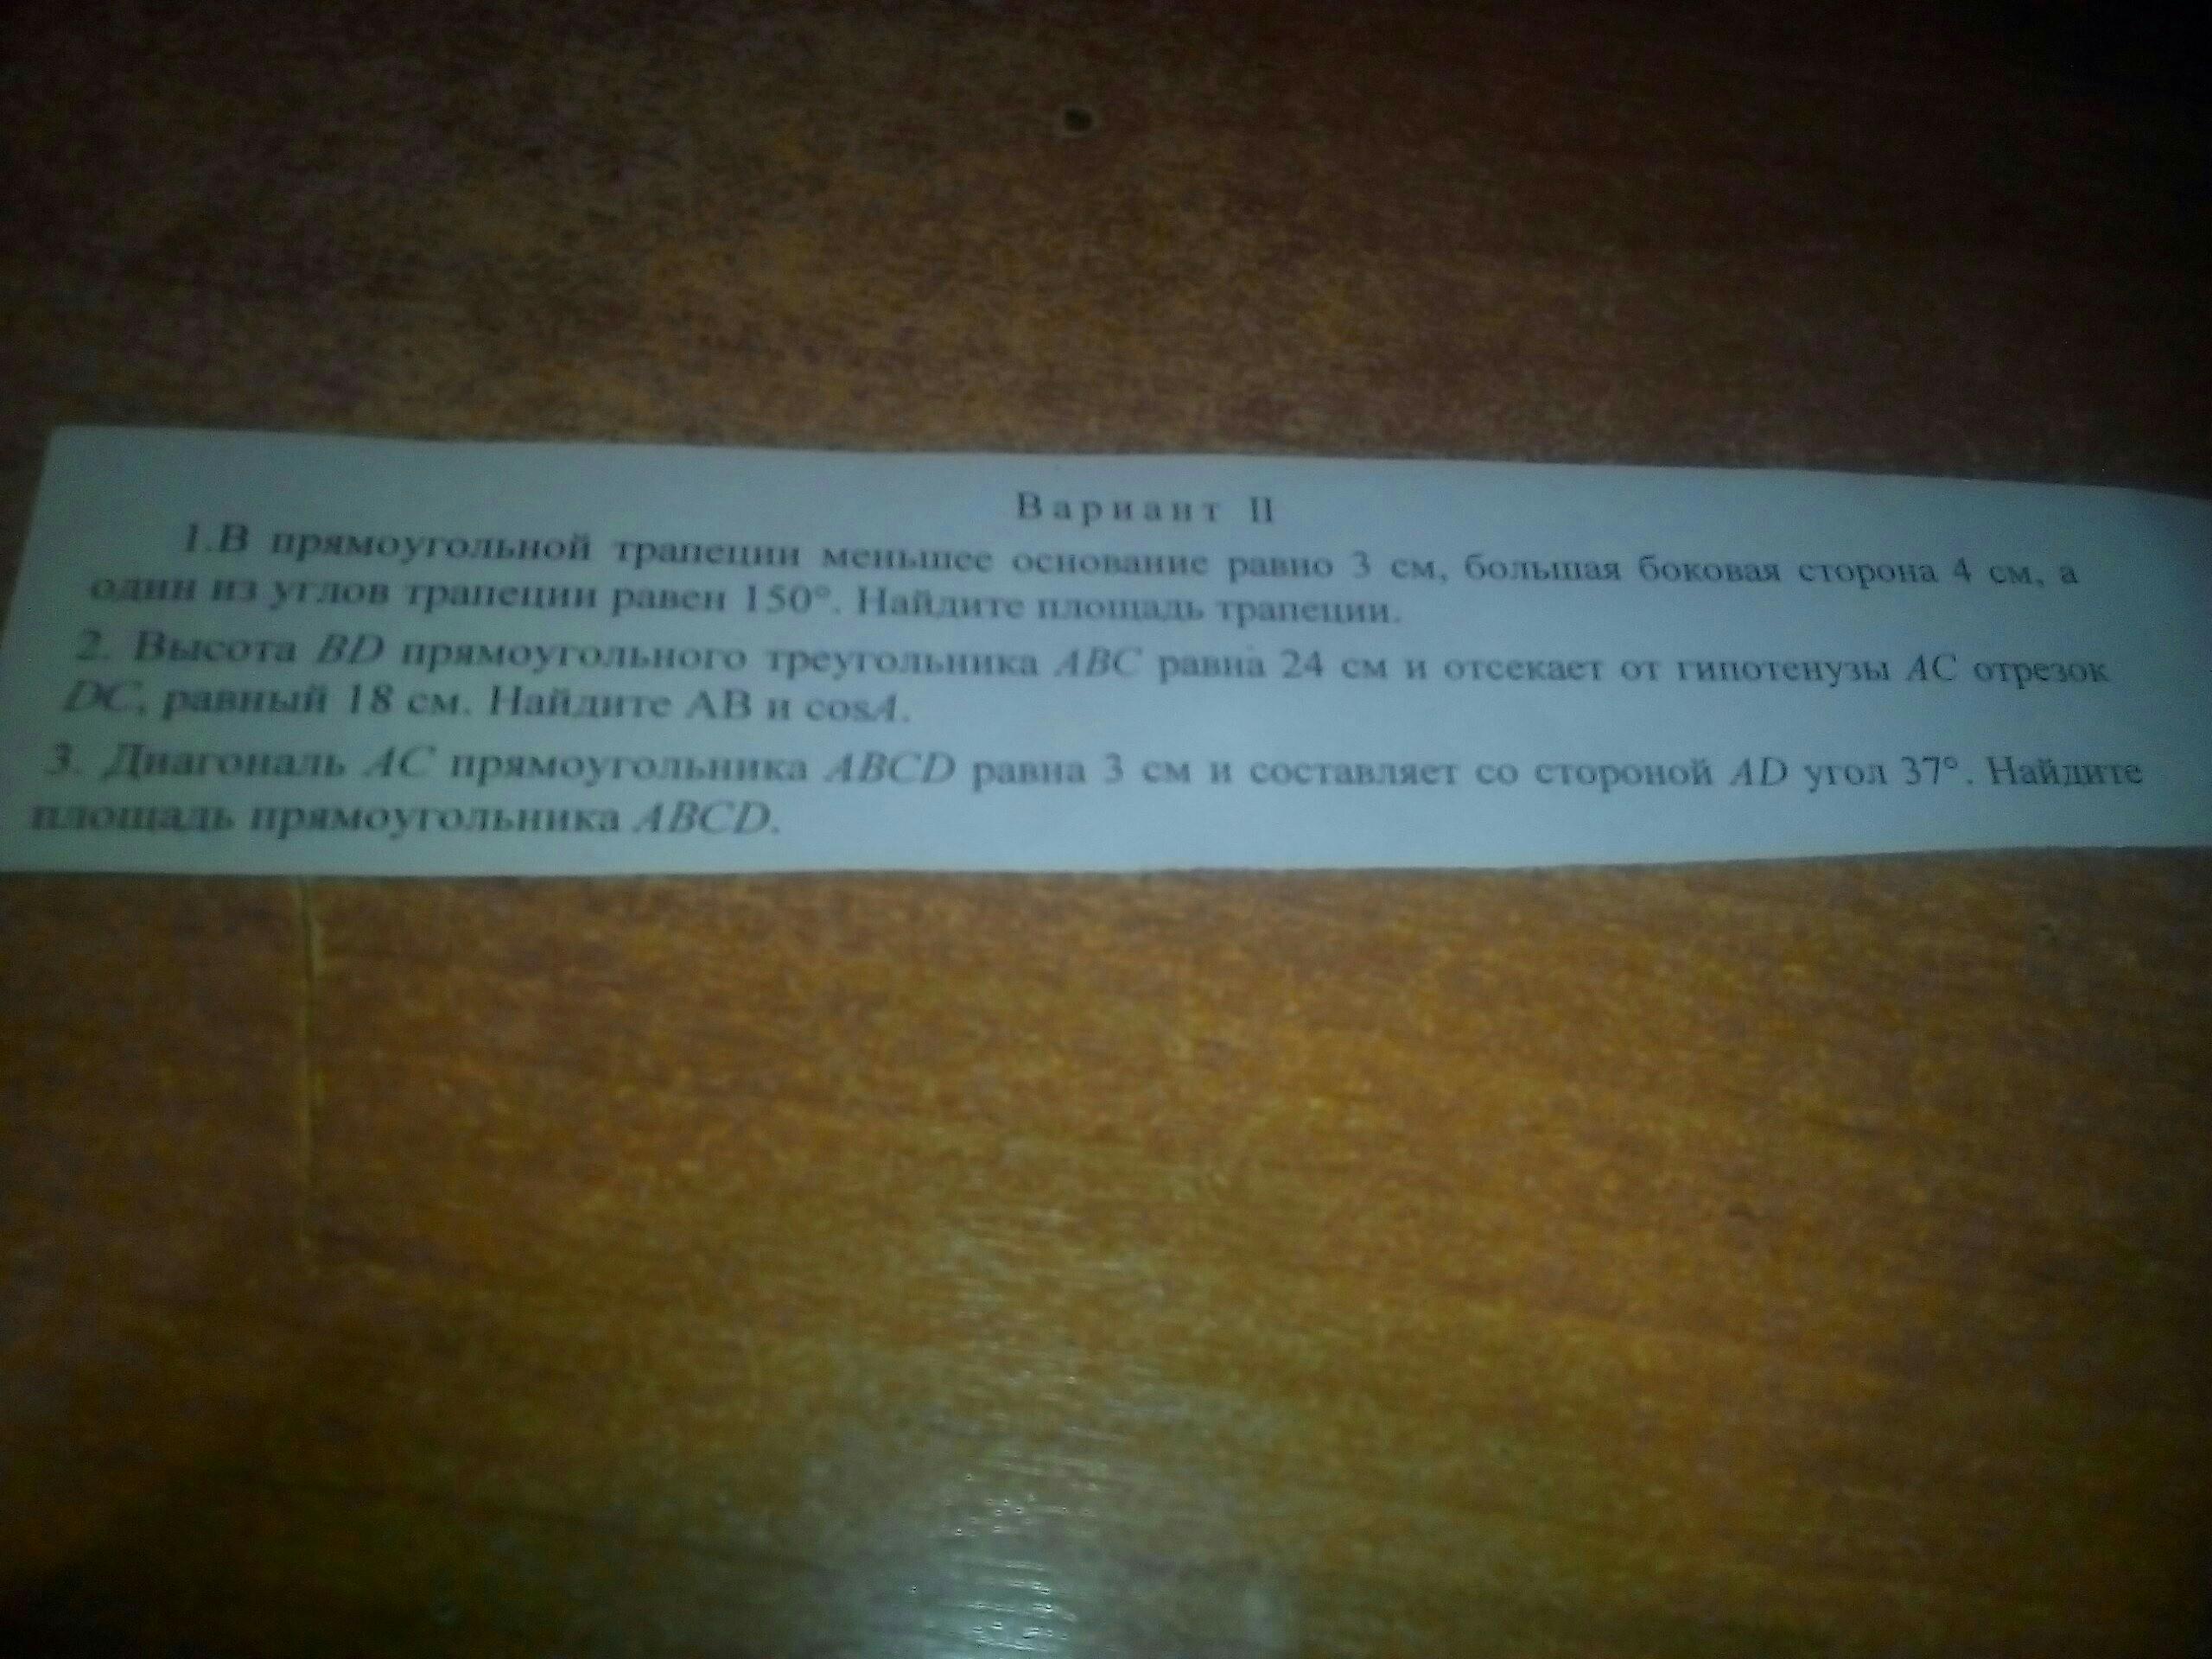 Вариант II
1.В прямоугольной трапеции меньшее основание равно 3 см, большая боковая сторона 4 см, а
один из углов трапеции равен 150°. Найдите площадь трапеции.
2. Высота BD прямоугольного треугольника ABC равна 24 см и отсекает от гипотенузы AC отрезок
DC, равный 18 см. Найдите АВ и cosA.
3. Диагональ AC прямоугольника ABCD равна 3 см и составляет со стороной AD угол 37°. Найдите
площадь прямоугольника ABCD.